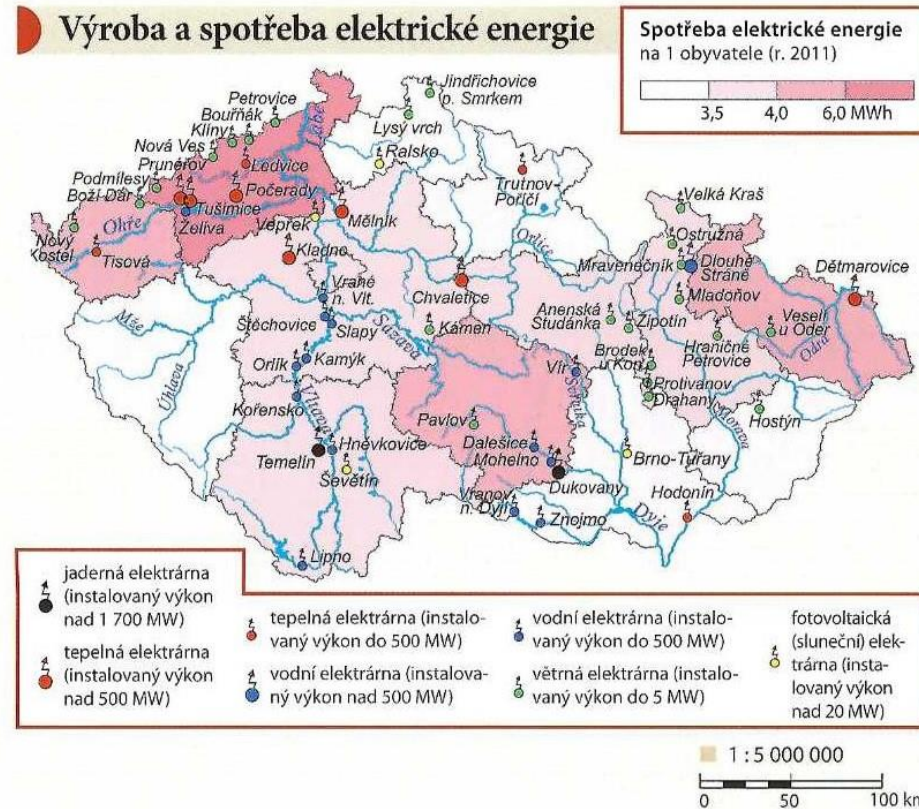 Výroba a spotřeba elektrické energie
Spotřeba elektrické energie
na 1 obyvatele (r. 2011)
3,5 4,0 6,0 MWh
Jindřichovice
p. Smrkem
Petrovice
Bouřňák
Klíny
Nová Ves
Prunéřov
Podmílesy
Boží Dar
Nový
Kostel
Lysý vrch
Ralsko
Labe
Ledvice
Počerady
Tušimice
Želiva
Ohře
Tisová
Vepřek
Mělník
Kladno
Trutnov-
Poříčí
Orlice
Velká Kraš
Ostružná
Mravenečník
Dlouhé
Stráně
Mladoňov
Dětmarovice
Veselí
u Oder
Odra
Vrané
n. Vlt.
Chvaletice
Mže
Štěchovice
Slapy
Sázava
Kámen
Anenská
Studánka
Žipotín
Hraničné
Petrovice
Úhlava
Orlík
Kamýk
Vír
Svratka
Brodek
u Kon.
Protivanov
Drahany
Kořensko
Vltava
Pavlov
Morava
Hostýn
Temelín
Hněvkovice
Ševětín
Dalešice
Mohelno
Dukovany
Brno-Tuřany
Hodonín
Vranov
n. Dyjí
Znojmo
Dyje
Lipno
jaderná elektrárna
(instalovaný výkon
nad 1 700 MW)
tepelná elektrárna
(instalovaný výkon
nad 500 MW)
tepelná elektrárna (instalo-
vaný výkon do 500 MW)
vodní elektrárna (instalova-
ný výkon nad 500 MW)
vodní elektrárna (instalo-
vaný výkon do 500 MW)
větrná elektrárna (instalo-
vaný výkon do 5 MW)
fotovoltaická
(sluneční) elek-
trárna (insta-
lovaný výkon
nad 20 MW)
1 : 5 000 000
0 50 100 km